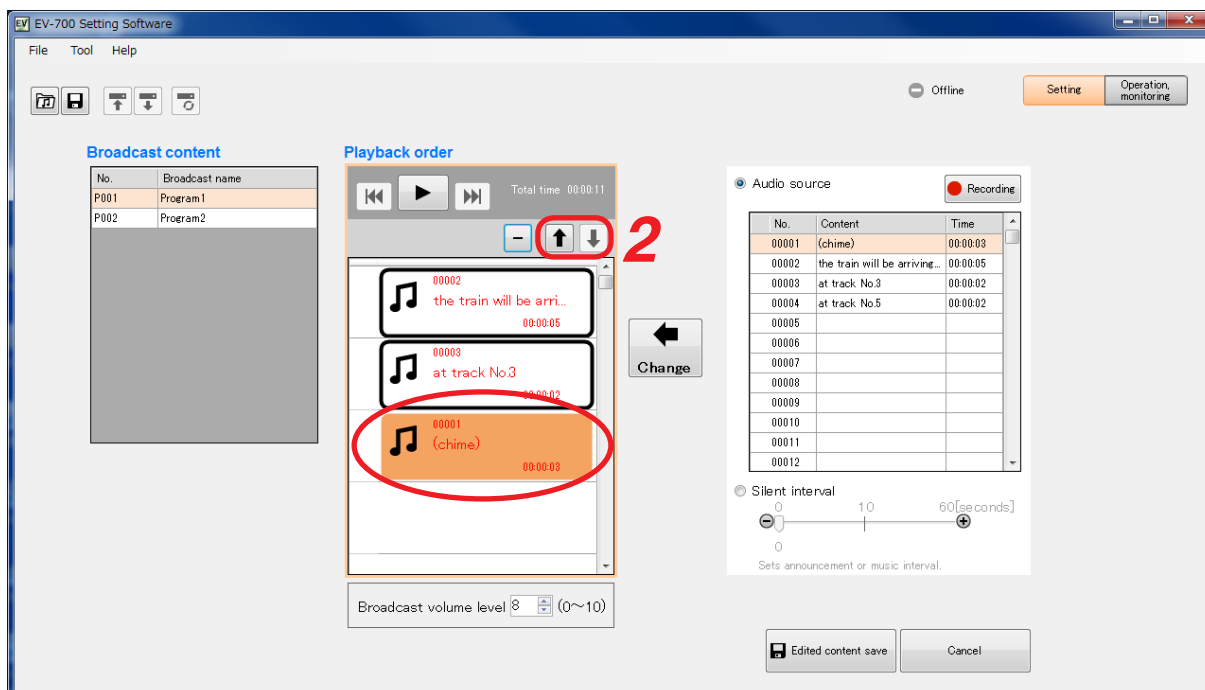 EV EV-700 Setting Software
File Tool Help
Offline
Setting
Operation,
monitoring
Broadcast content
No. Broadcast name
P001 Program1
P002 Program2
Playback order
Total time 00:00:11
2
00002
the train will be arri...
00:00:05
00003
at track No.3
00:00:02
00001
(chime)
00:00:03
Broadcast volume level 8 (0～10)
Change
Audio source
Recording
No. Content Time
00001 (chime) 00:00:03
00002 the train will be arriving... 00:00:05
00003 at track No.3 00:00:02
00004 at track No.5 00:00:02
00005
00006
00007
00008
00009
00010
00011
00012
Silent interval
0 10 60[seconds]
0
Sets announcement or music interval.
Edited content save
Cancel